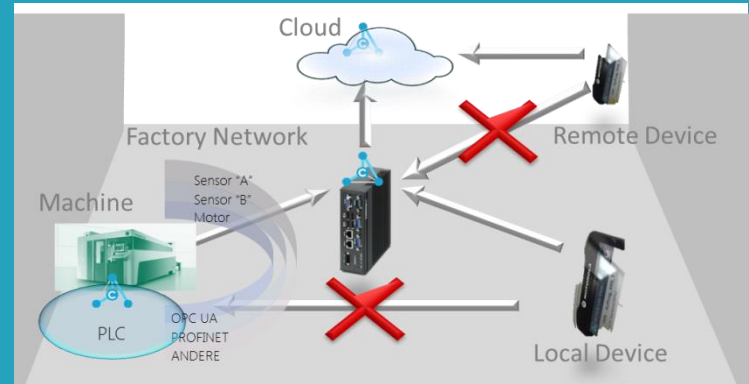 Cloud
Factory Network
Remote Device
Sensor "A"
Sensor "B"
Motor
Machine
PLC
OPC UA
PROFINET
ANDERE
Local Device
C
C
C